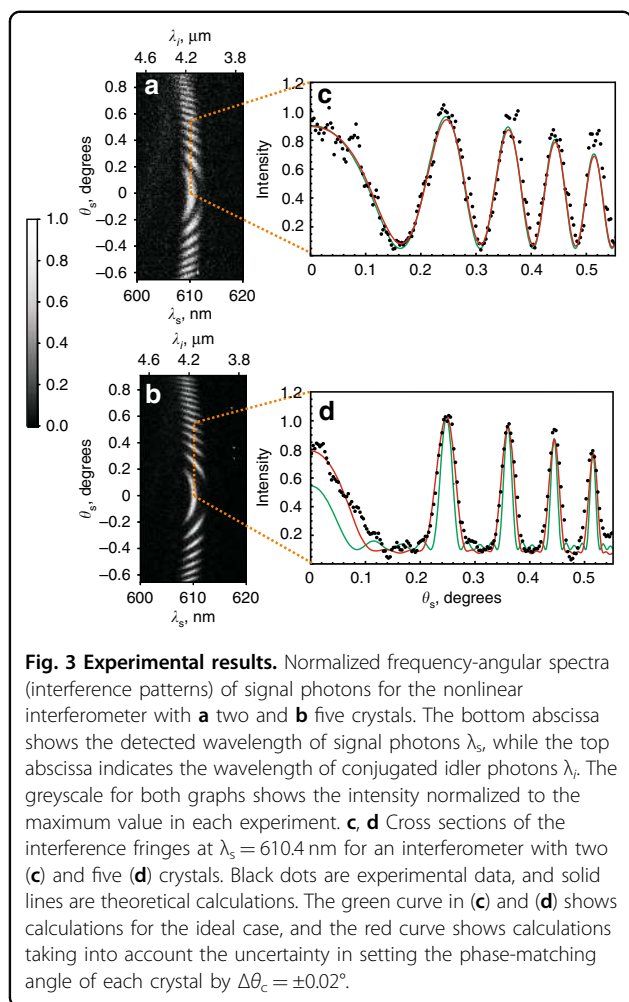 λi, μm
4.6 4.2 3.8
a
0.8
0.6
0.4
0.2
0
−0.2
−0.4
−0.6
θs, degrees
600 610 620
λs, nm
1.0
0.8
0.6
0.4
0.2
0.0
c
1.2
1.0
0.8
0.6
0.4
0.2
Intensity
0 0.1 0.2 0.3 0.4 0.5
λi, μm
4.6 4.2 3.8
b
0.8
0.6
0.4
0.2
0
−0.2
−0.4
−0.6
θs, degrees
600 610 620
λs, nm
d
1.2
1.0
0.8
0.6
0.4
0.2
Intensity
0 0.1 0.2 0.3 0.4 0.5
θs, degrees
Fig. 3 Experimental results. Normalized frequency-angular spectra
(interference patterns) of signal photons for the nonlinear
interferometer with a two and b five crystals. The bottom abscissa
shows the detected wavelength of signal photons λs, while the top
abscissa indicates the wavelength of conjugated idler photons λi. The
greyscale for both graphs shows the intensity normalized to the
maximum value in each experiment. c, d Cross sections of the
interference fringes at λs = 610.4 nm for an interferometer with two
(c) and five (d) crystals. Black dots are experimental data, and solid
lines are theoretical calculations. The green curve in (c) and (d) shows
calculations for the ideal case, and the red curve shows calculations
taking into account the uncertainty in setting the phase-matching
angle of each crystal by Δθc = ±0.02°.